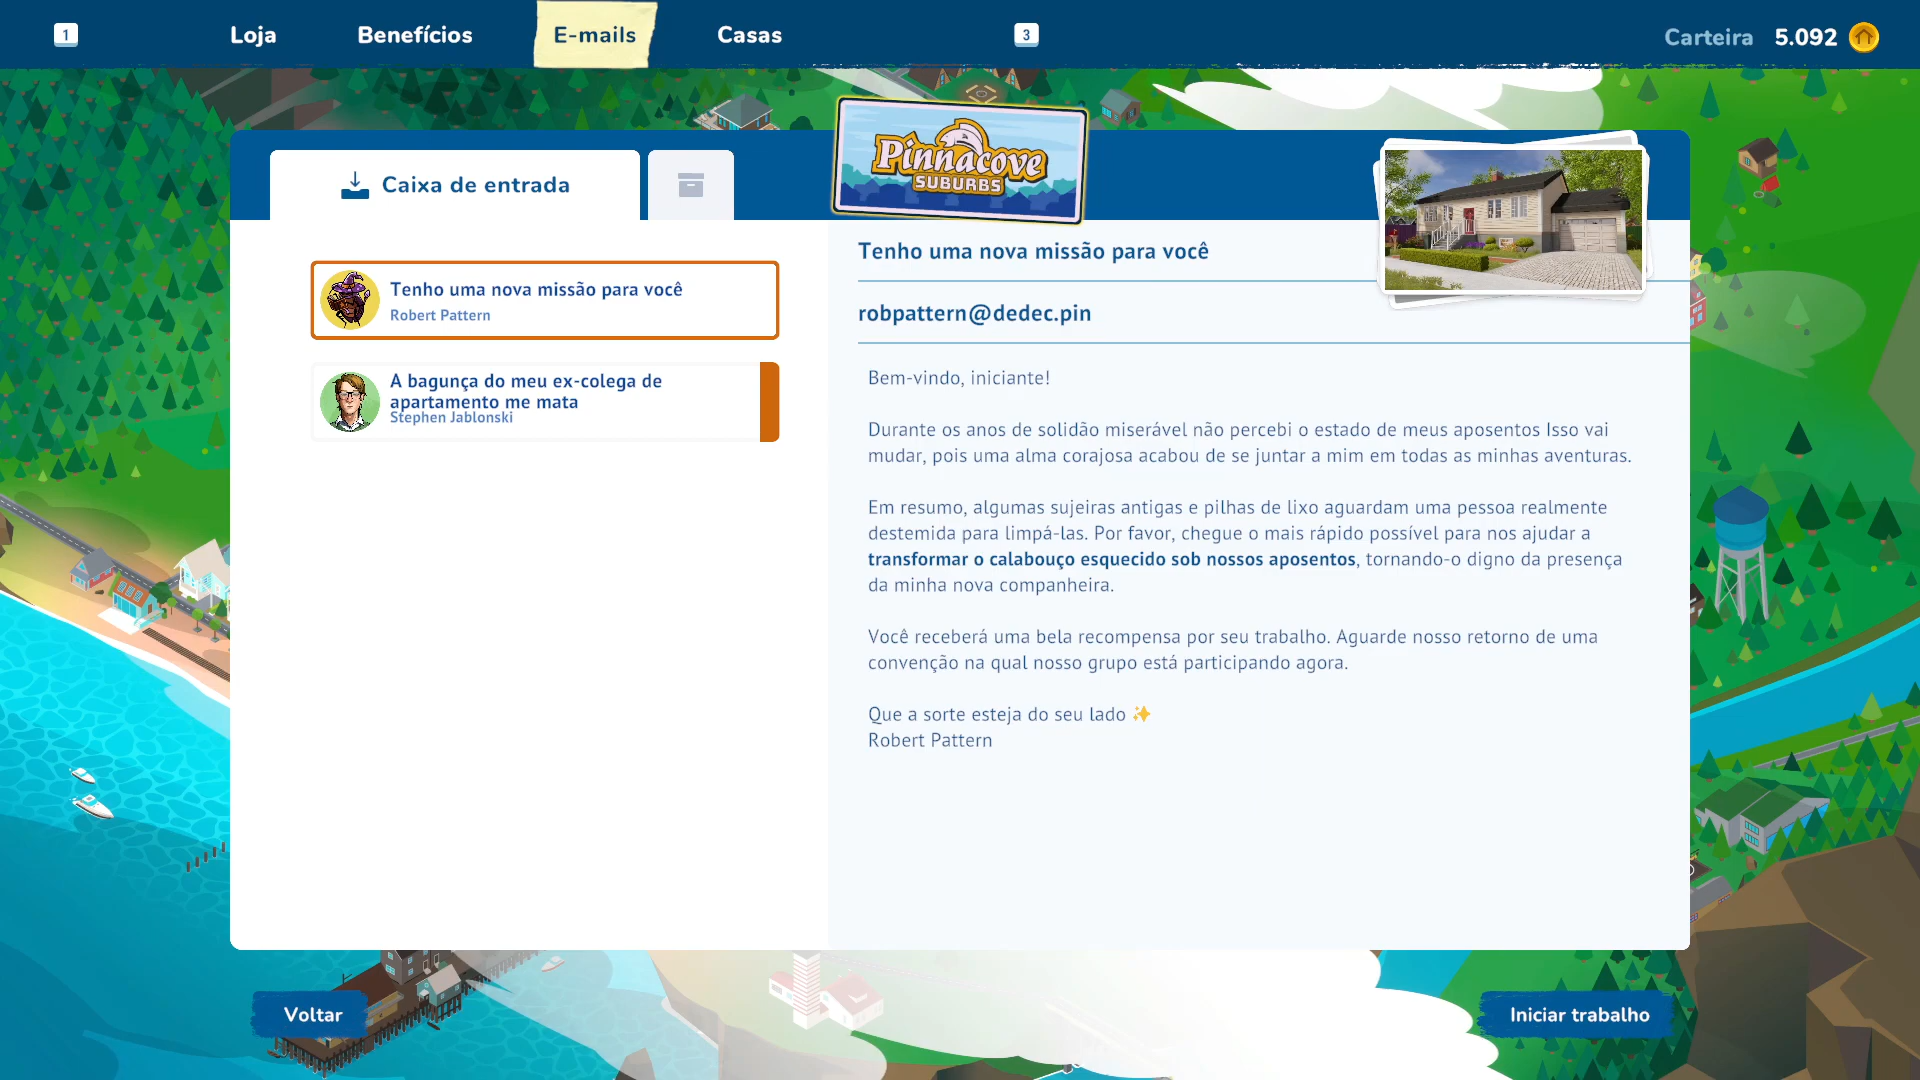 1
Loja
Benefícios
E-mails
Casas
3
Carteira
5.092
Caixa de entrada
Pinnacove
SUBURBS
Tenho uma nova missão para você
Robert Pattern
A bagunça do meu ex-colega de
apartamento me mata
Stephen Jablonski
Tenho uma nova missão para você
robpattern@dedec.pin
Bem-vindo, iniciante!
Durante os anos de solidão miserável não percebi o estado de meus aposentos Isso vai
mudar, pois uma alma corajosa acabou de se juntar a mim em todas as minhas aventuras.
Em resumo, algumas sujeiras antigas e pilhas de lixo aguardam uma pessoa realmente
destemida para limpá-las. Por favor, chegue o mais rápido possível para nos ajudar a
transformar o calabouço esquecido sob nossos aposentos, tornando-o digno da presença
da minha nova companheira.
Você receberá uma bela recompensa por seu trabalho. Aguarde nosso retorno de uma
convenção na qual nosso grupo está participando agora.
Que a sorte esteja do seu lado ✨
Robert Pattern
Voltar
Iniciar trabalho